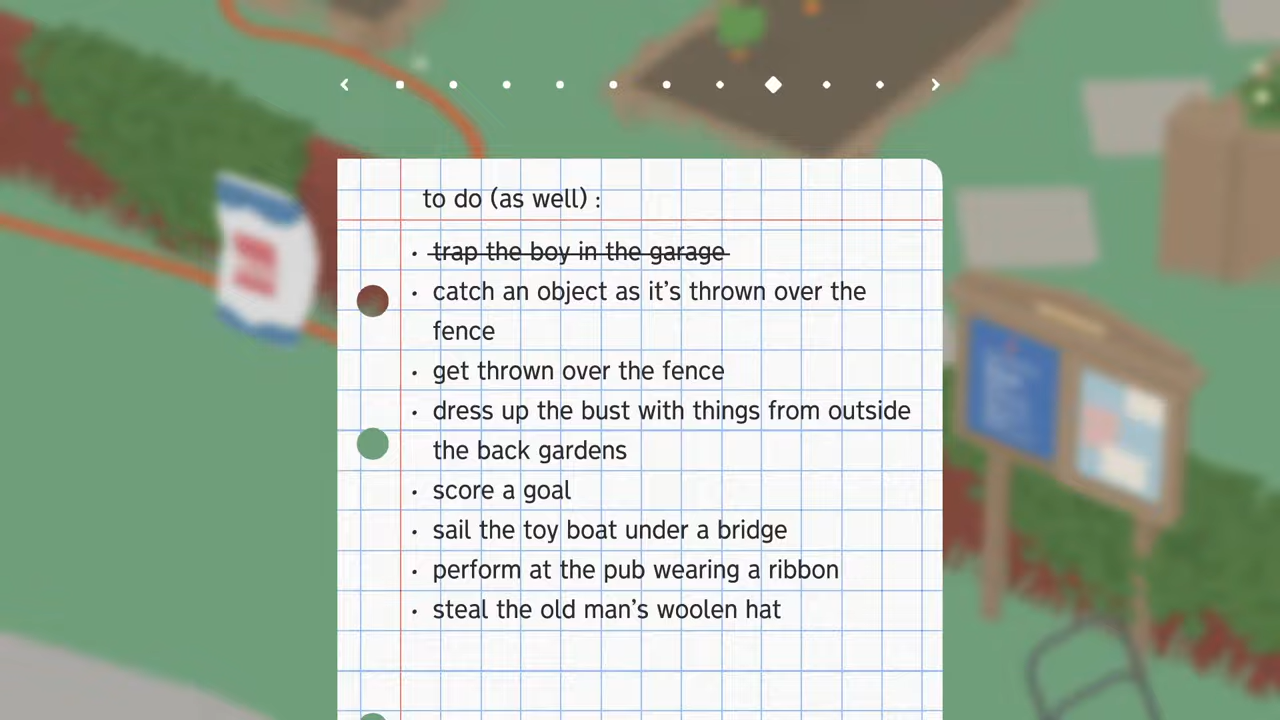 to do (as well) :
• trap the boy in the garage
• catch an object as it’s thrown over the
fence
• get thrown over the fence
• dress up the bust with things from outside
the back gardens
• score a goal
• sail the toy boat under a bridge
• perform at the pub wearing a ribbon
• steal the old man’s woolen hat